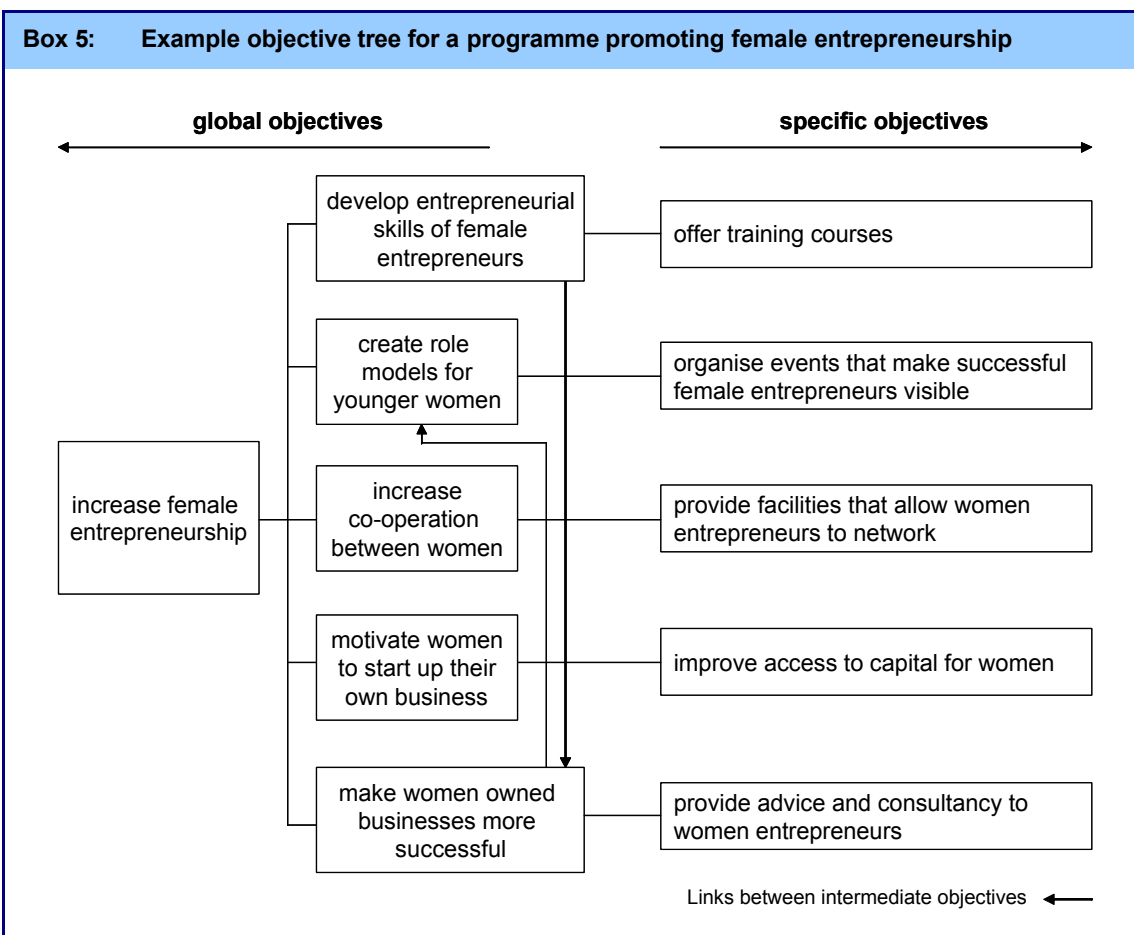 Box 5: Example objective tree for a programme promoting female entrepreneurship
global objectives
specific objectives
develop entrepreneurial
skills of female
entrepreneurs
offer training courses
create role
models for
younger women
organise events that make successful
female entrepreneurs visible
increase female
entrepreneurship
increase
co-operation
between women
provide facilities that allow women
entrepreneurs to network
motivate women
to start up their
own business
improve access to capital for women
make women owned
businesses more
successful
provide advice and consultancy to
women entrepreneurs
Links between intermediate objectives